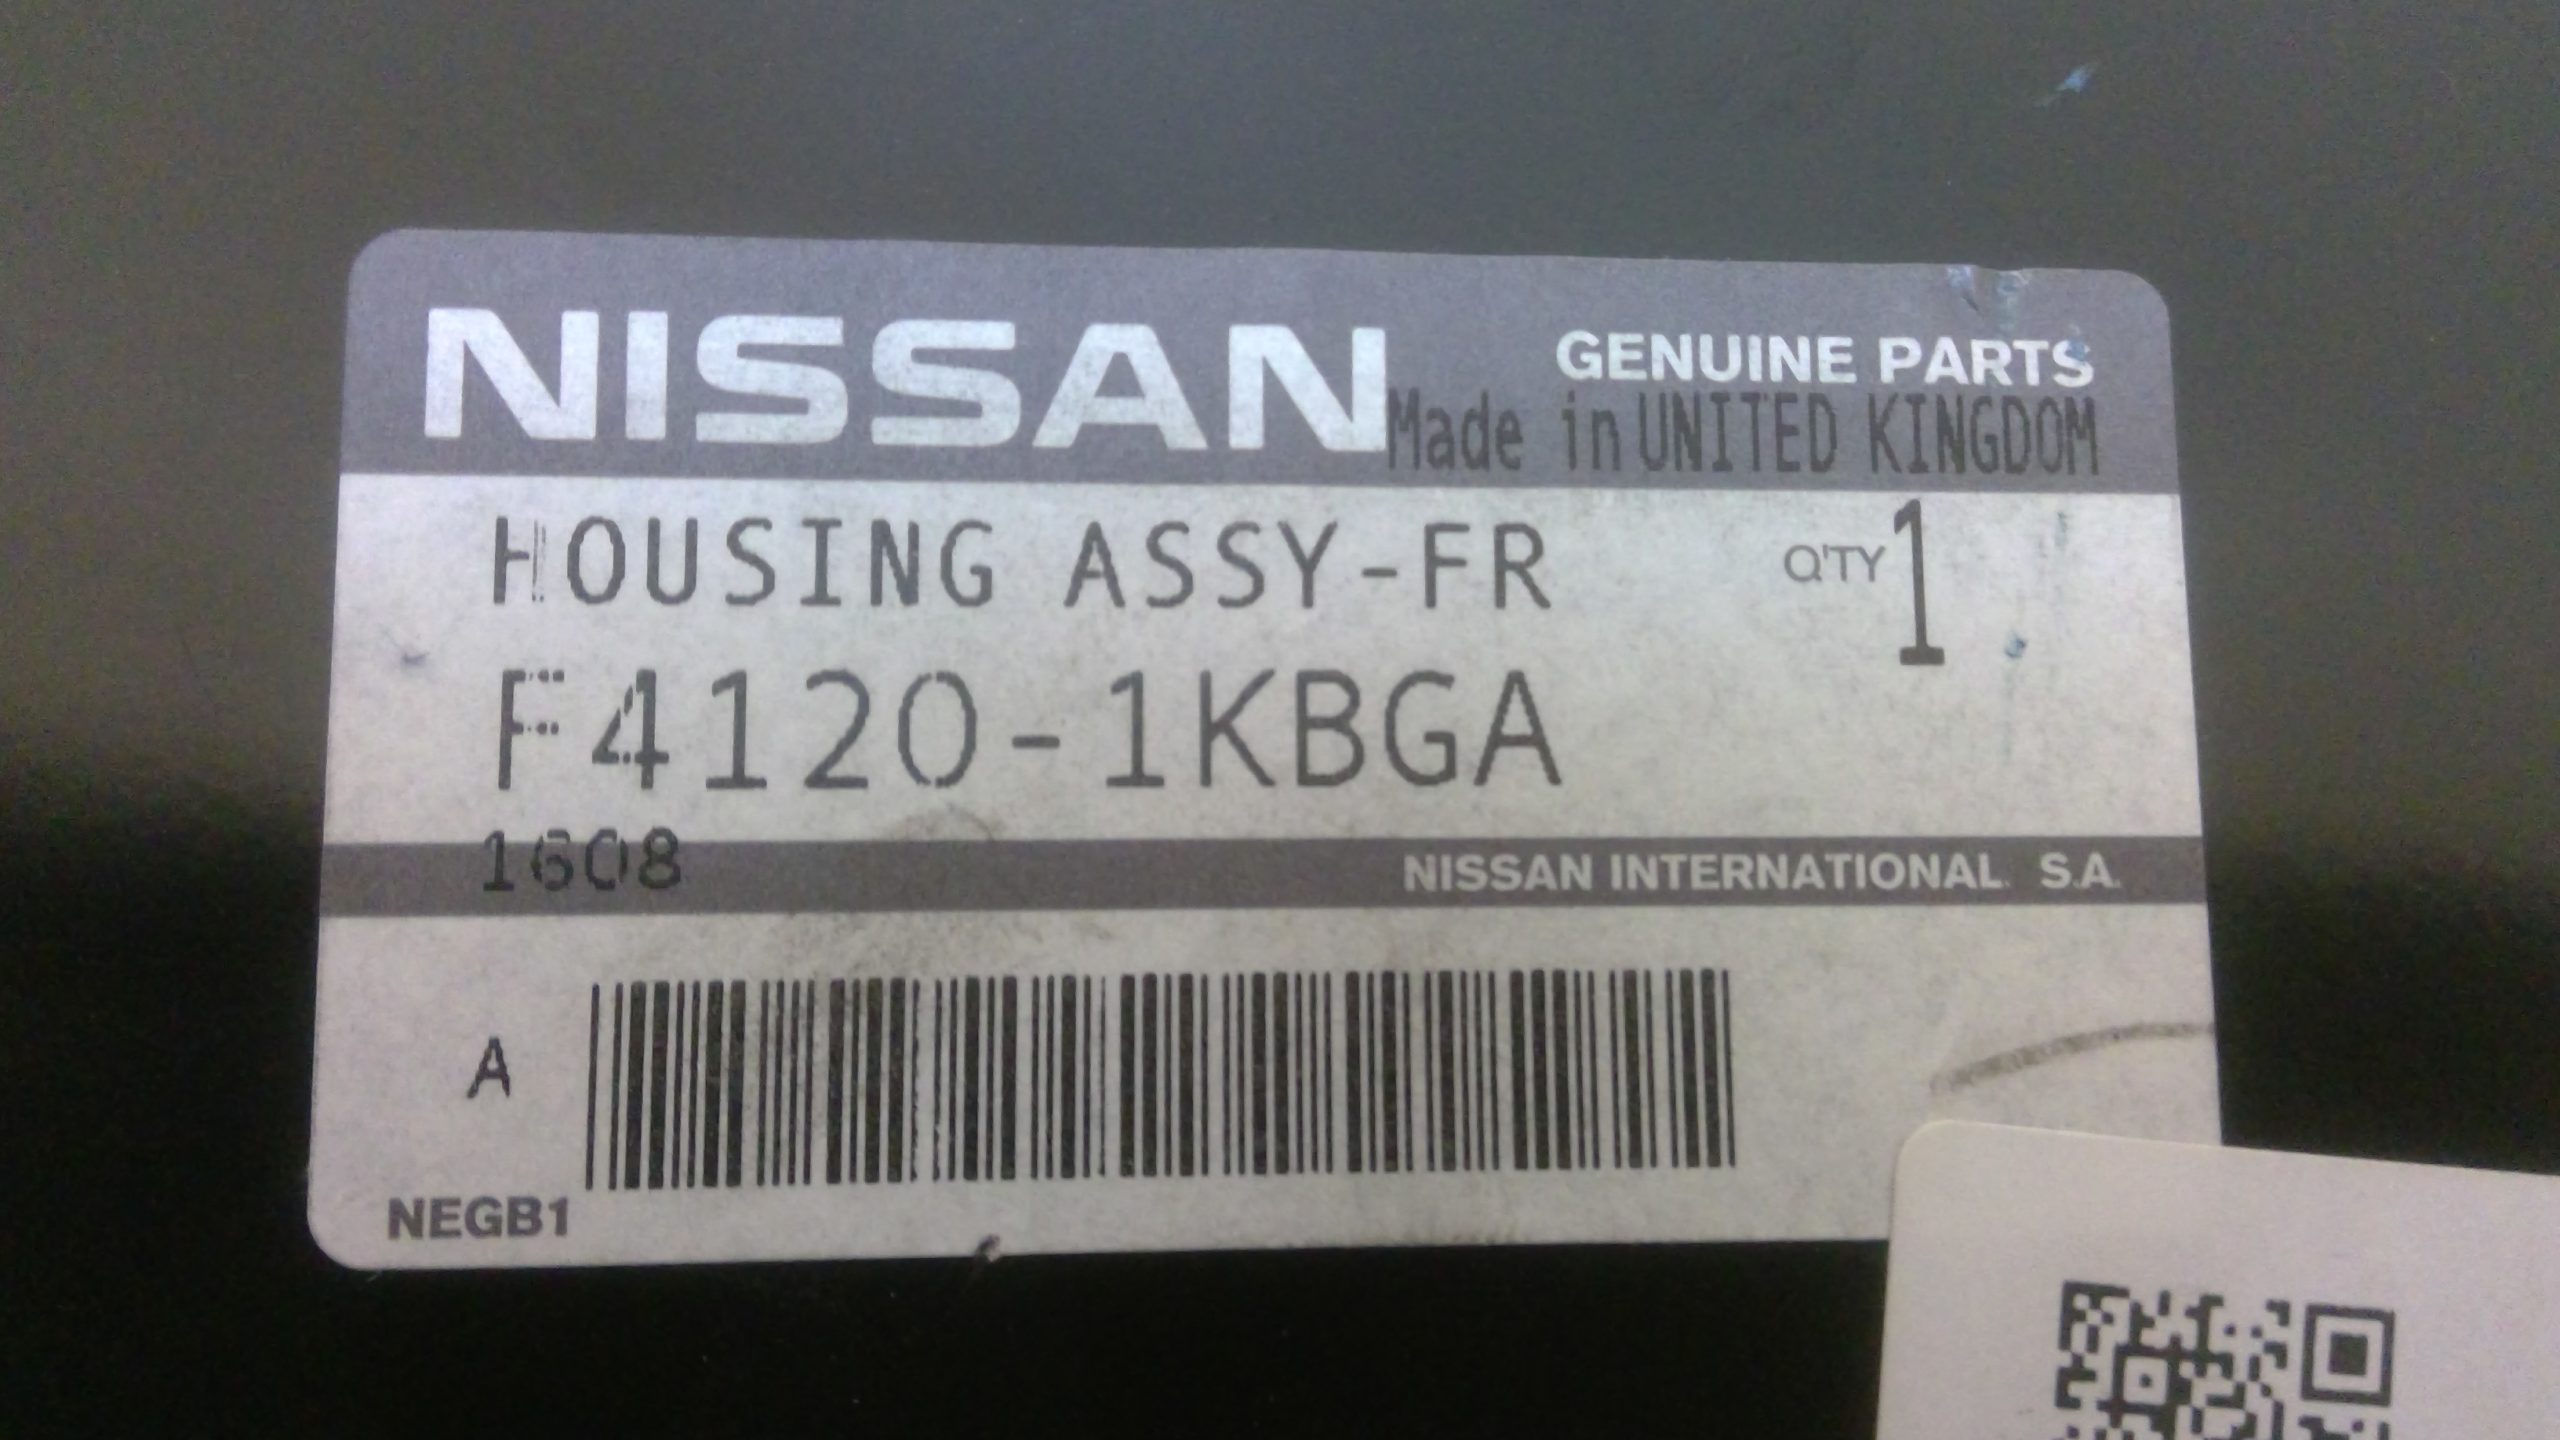 NISSAN GENUINE PARTS
Made in UNITED KINGDOM
HOUSING ASSY-FR Q'TY 1
F4120-1KBGA
1608 NISSAN INTERNATIONAL S.A.
A
NEGB1